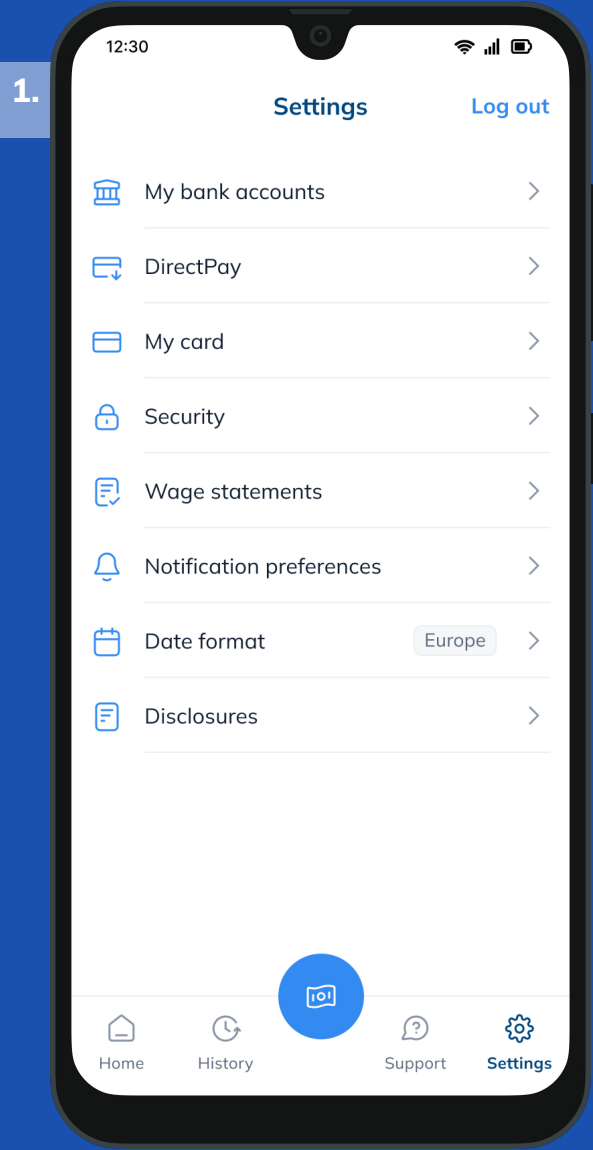 1.
12:30
Settings Log out
My bank accounts
DirectPay
My card
Security
Wage statements
Notification preferences
Date format Europe
Disclosures
Home History Support Settings